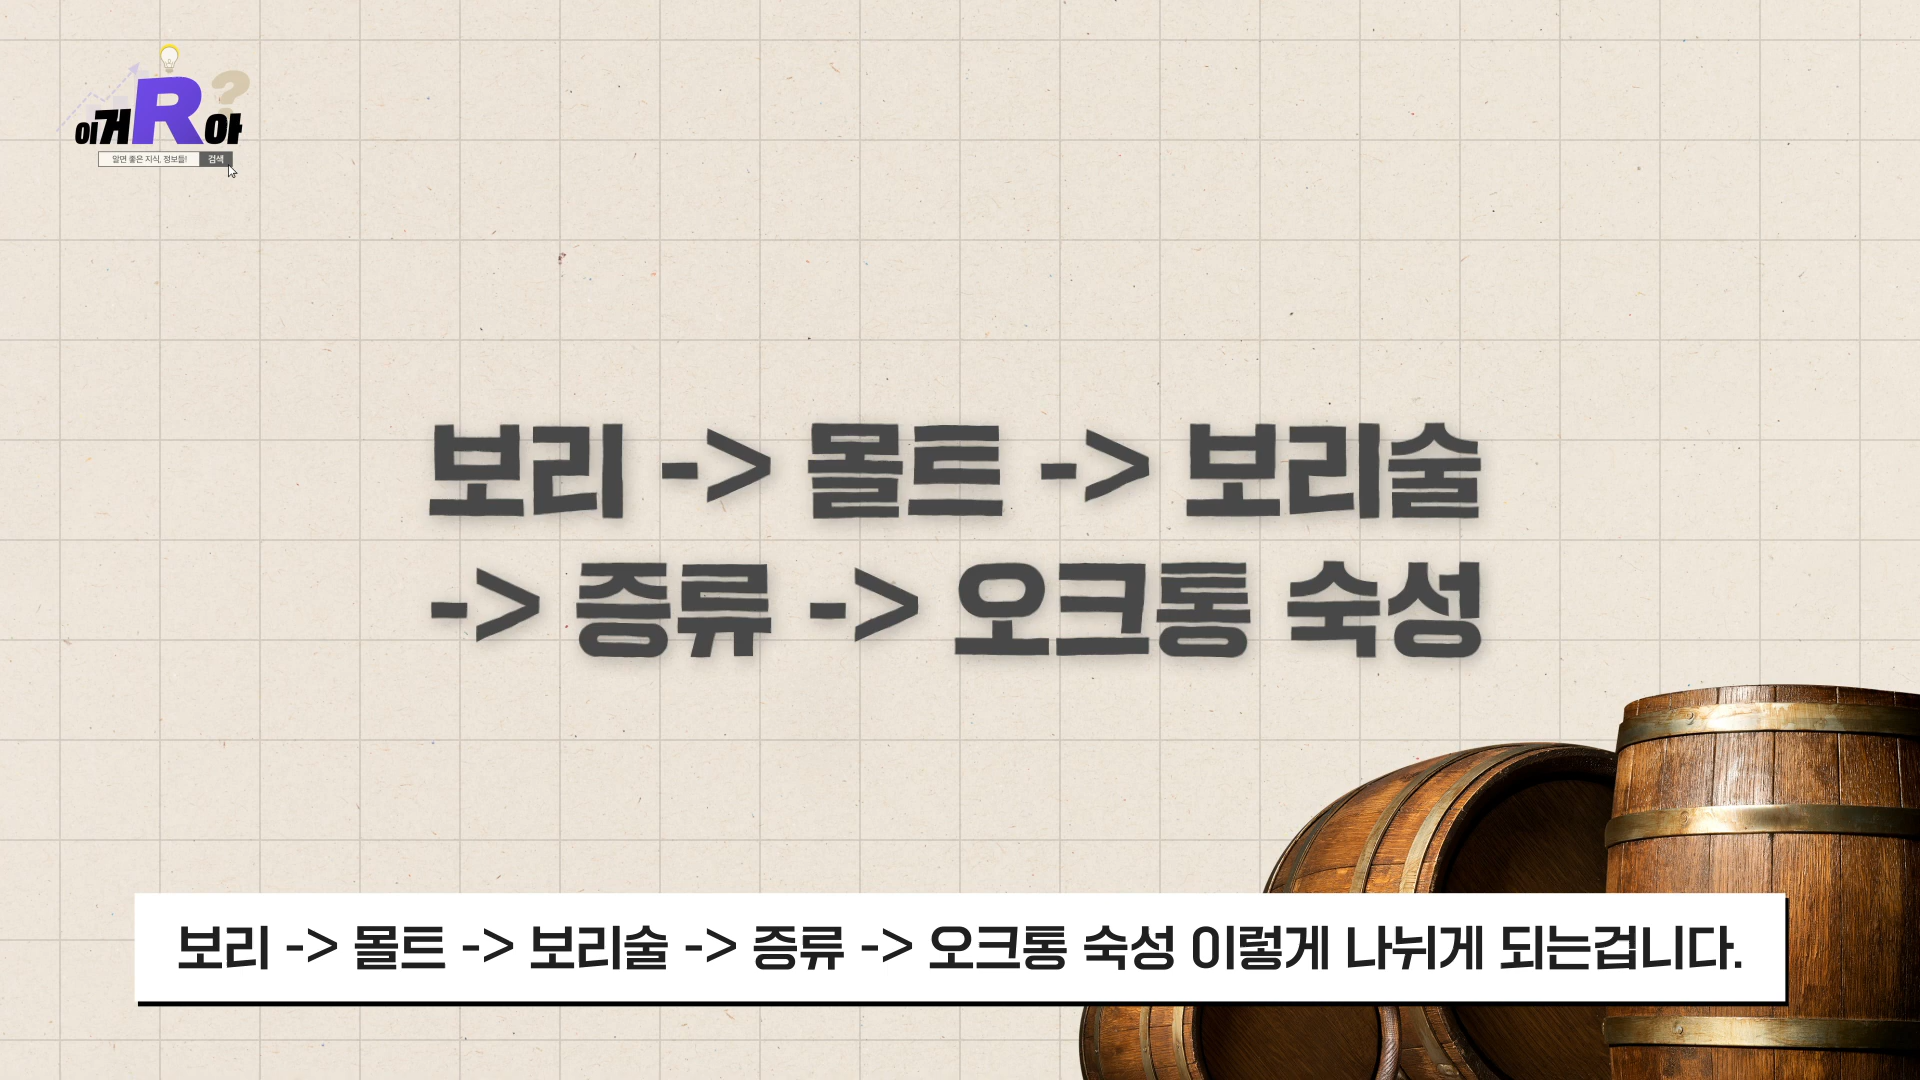 이거R아?
알면 좋은 지식, 정보들! 검색
보리 -> 몰트 -> 보리술
-> 증류 -> 오크통 숙성
보리 -> 몰트 -> 보리술 -> 증류 -> 오크통 숙성 이렇게 나뉘게 되는겁니다.